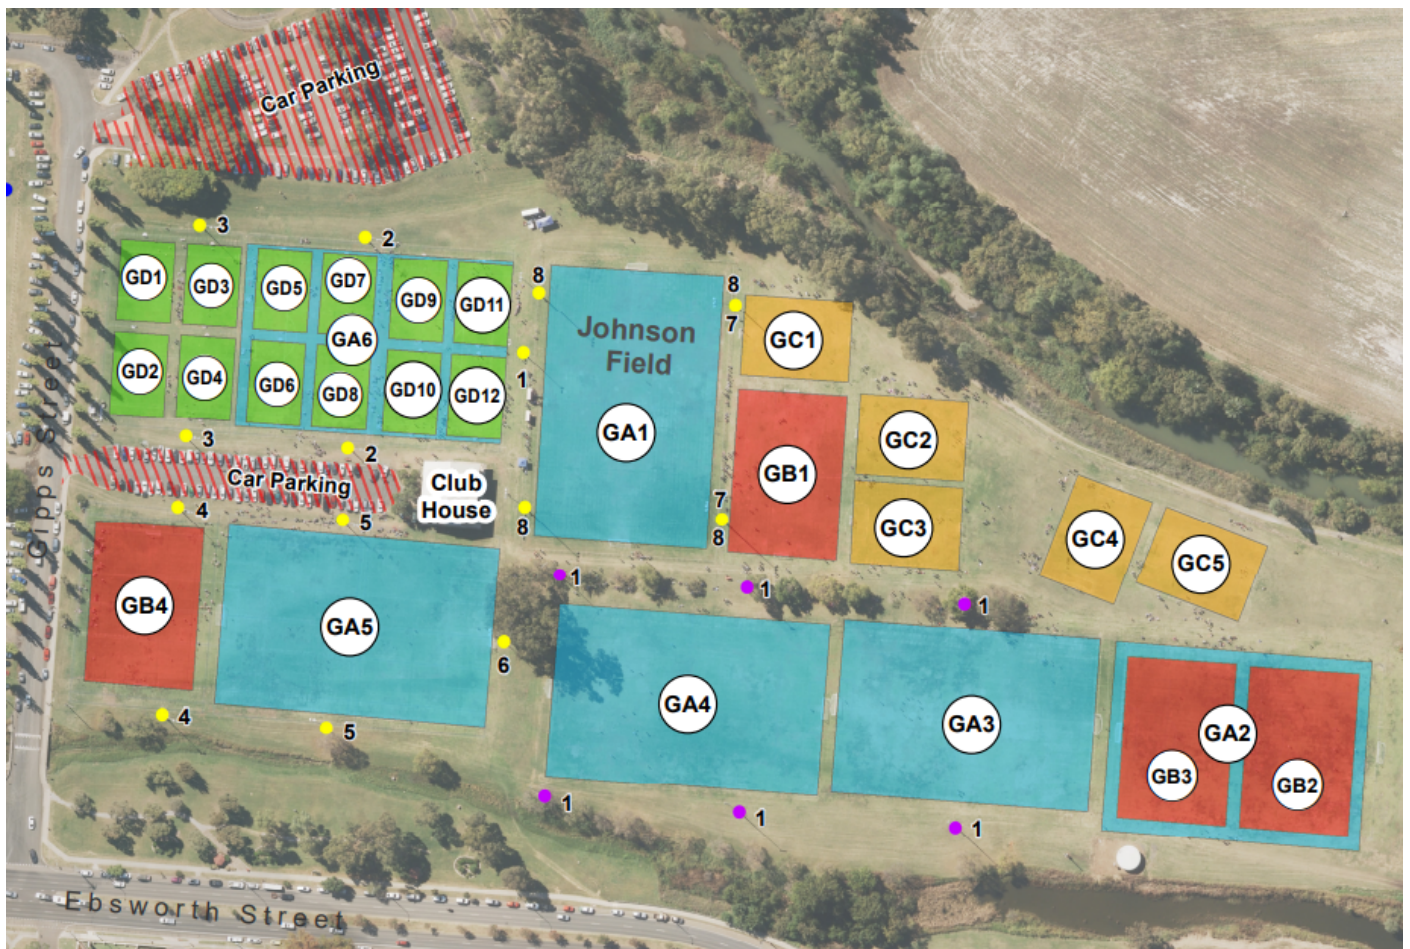 Car Parking
3
2
GD1
GD3
GD5
GD7
GD9
GD11
GA6
GD2
GD4
GD6
GD8
GD10
GD12
1
8
8
7
Johnson
Field
GA1
GC1
GB1
GC2
GC3
GC4
GC5
3
2
Car Parking
Club
House
4
5
8
7
8
Gipps Street
GB4
GA5
6
4
5
1
1
1
GA4
GA3
GA2
GB3
GB2
1
1
1
Ebsworth Street